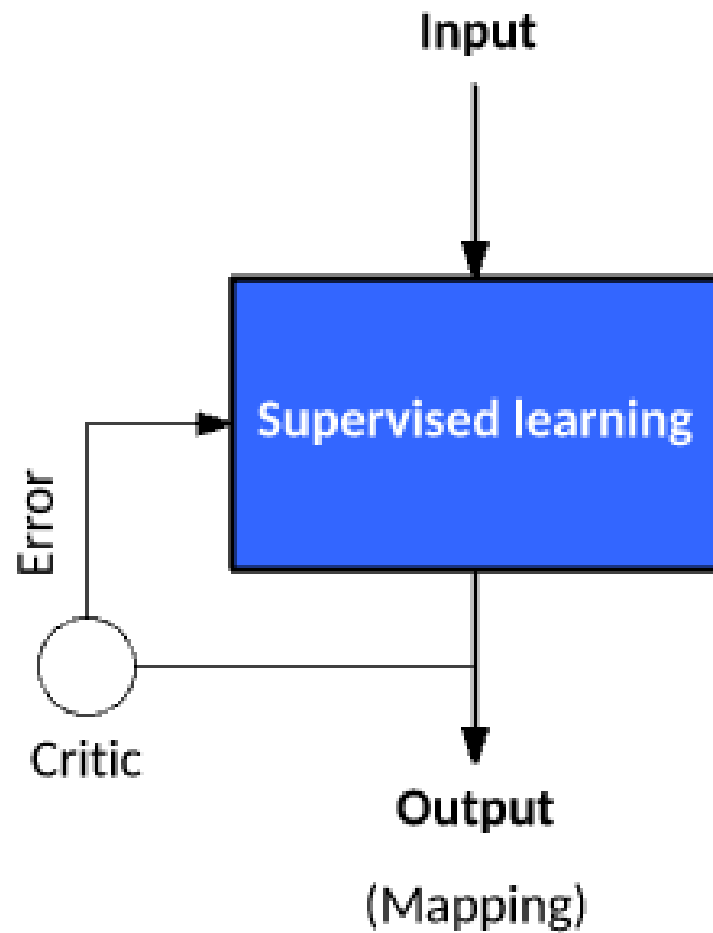 Input
Supervised learning
Error
Critic
Output
(Mapping)